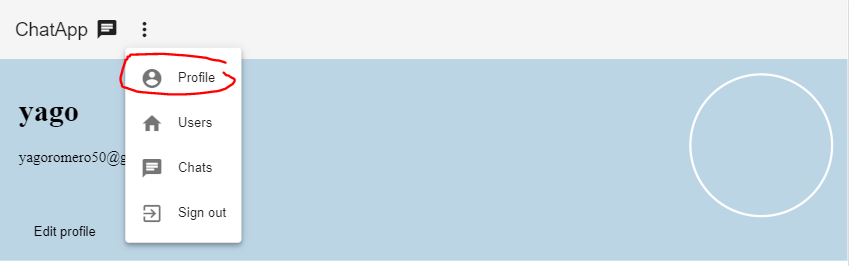 ChatApp
Profile
yago
Users
yagoromero50@g
Chats
Sign out
Edit profile